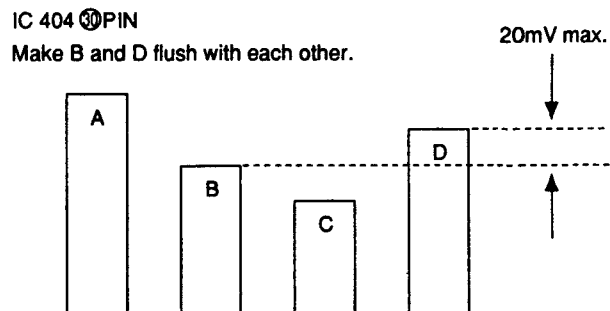 IC 404 ㉚PIN
Make B and D flush with each other.
20mV max.
A
B
C
D